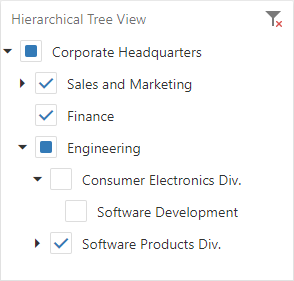 Hierarchical Tree View
Corporate Headquarters
Sales and Marketing
Finance
Engineering
Consumer Electronics Div.
Software Development
Software Products Div.